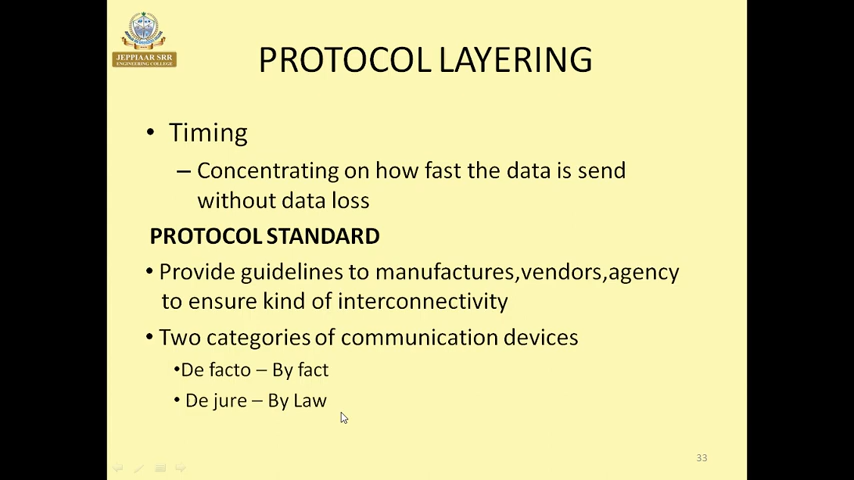 JEPPIAAR SRR
ENGINEERING COLLEGE
PROTOCOL LAYERING
• Timing
– Concentrating on how fast the data is send
without data loss
PROTOCOL STANDARD
• Provide guidelines to manufactures,vendors,agency
to ensure kind of interconnectivity
• Two categories of communication devices
•De facto – By fact
• De jure – By Law
33